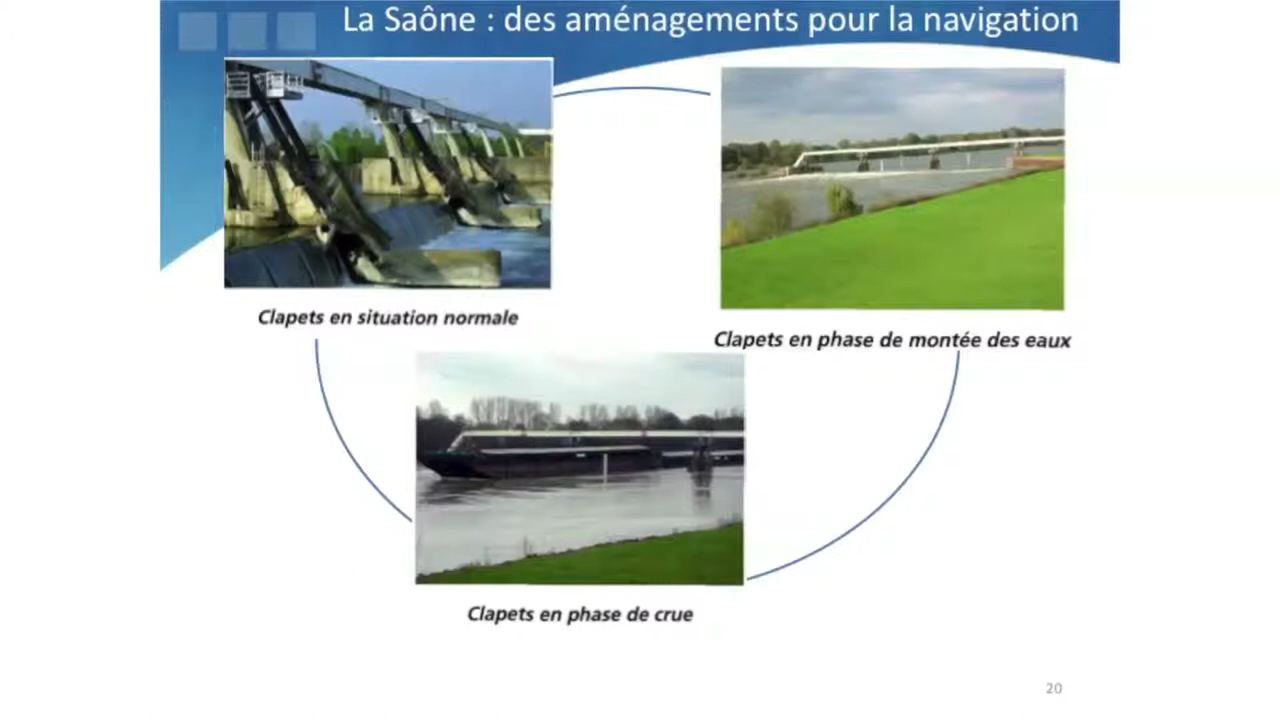 La Saône : des aménagements pour la navigation
Clapets en situation normale
Clapets en phase de montée des eaux
Clapets en phase de crue
20